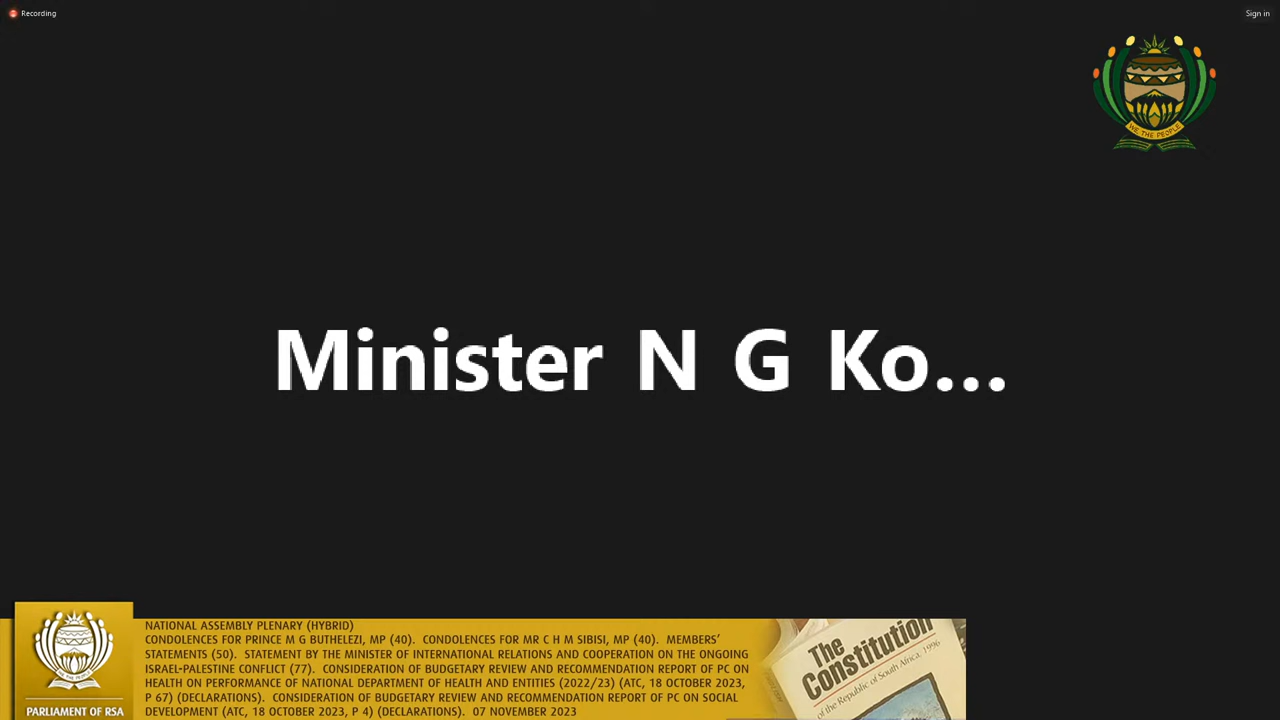 Recording
Sign in
WE, THE PEOPLE
Minister N G Ko...
NATIONAL ASSEMBLY PLENARY (HYBRID)
CONDOLENCES FOR PRINCE M G BUTHELEZI, MP (40). CONDOLENCES FOR MR C H M SIBISI, MP (40). MEMBERS'
STATEMENTS (50). STATEMENT BY THE MINISTER OF INTERNATIONAL RELATIONS AND COOPERATION ON THE ONGOING
ISRAEL-PALESTINE CONFLICT (77). CONSIDERATION OF BUDGETARY REVIEW AND RECOMMENDATION REPORT OF PC ON
HEALTH ON PERFORMANCE OF NATIONAL DEPARTMENT OF HEALTH AND ENTITIES (2022/23) (ATC, 18 OCTOBER 2023,
P 67) (DECLARATIONS). CONSIDERATION OF BUDGETARY REVIEW AND RECOMMENDATION REPORT OF PC ON SOCIAL
DEVELOPMENT (ATC, 18 OCTOBER 2023, P 4) (DECLARATIONS). 07 NOVEMBER 2023
PARLIAMENT OF RSA
The
Constitution
of the Republic of South Africa, 1996